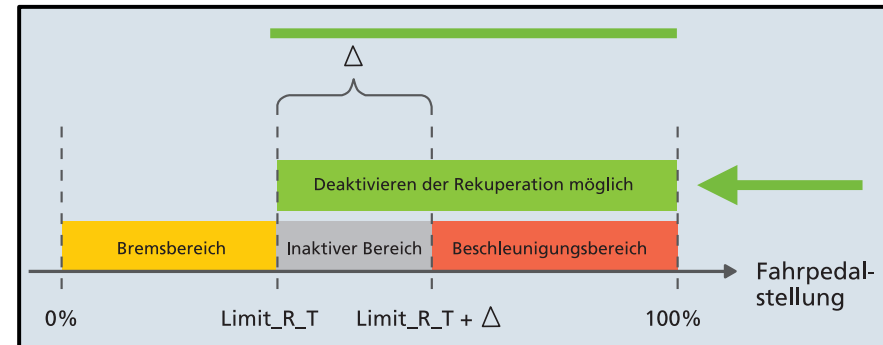 Δ
Deaktivieren der Rekuperation möglich
Bremsbereich Inaktiver Bereich Beschleunigungsbereich
Fahrpedal-
stellung
0% Limit_R_T Limit_R_T + Δ 100%